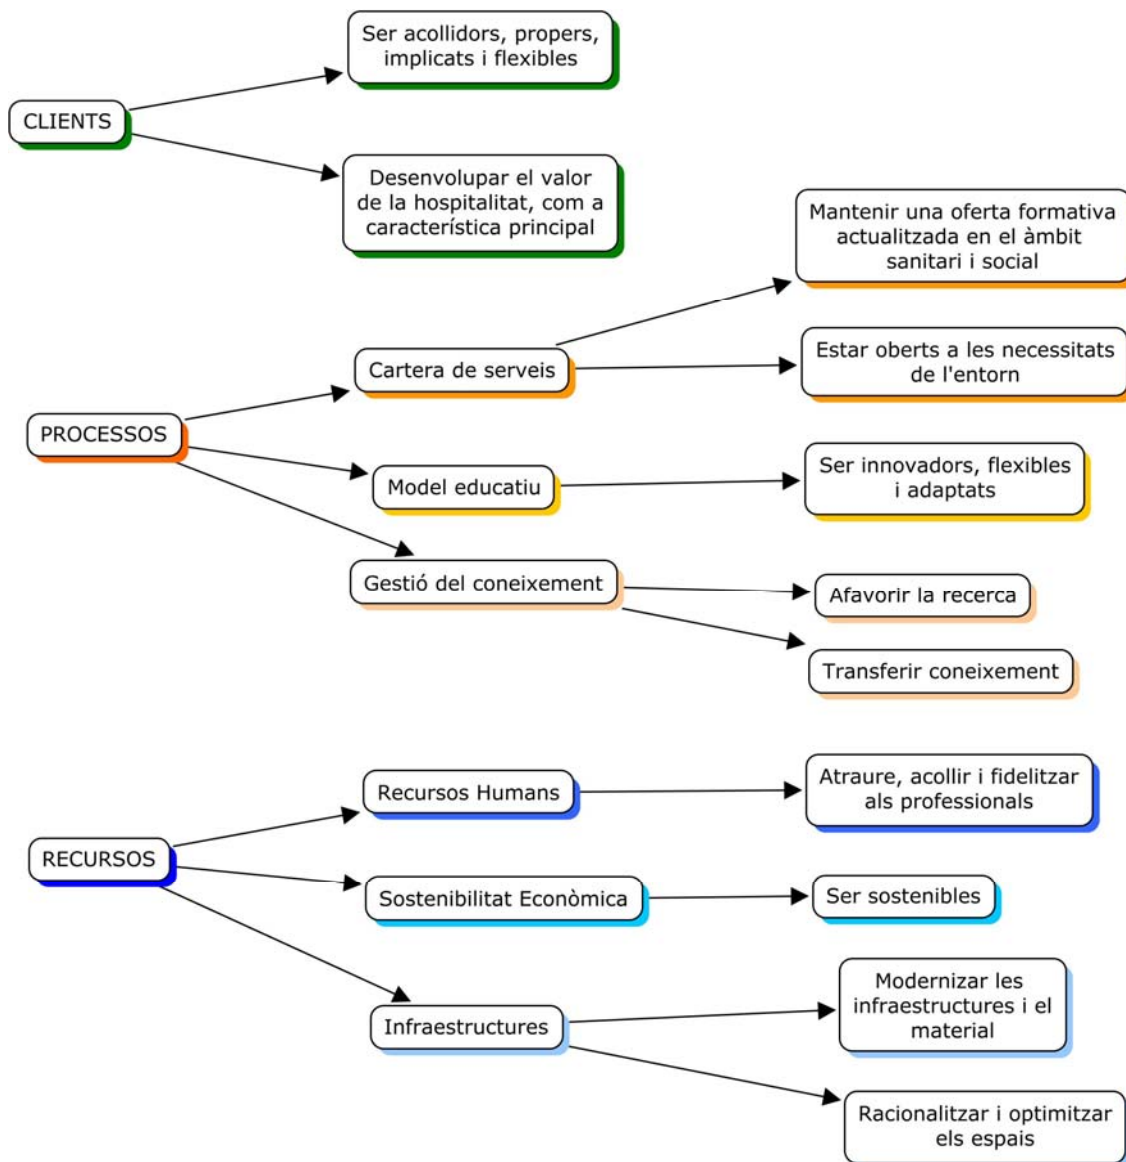 CLIENTS
Ser acollidors, propers,
implicats i flexibles
Desenvolupar el valor
de la hospitalitat, com a
característica principal
PROCESSOS
Cartera de serveis
Mantenir una oferta formativa
actualitzada en el àmbit
sanitari i social
Estar oberts a les necessitats
de l'entorn
Model educatiu
Ser innovadors, flexibles
i adaptats
Gestió del coneixement
Afavorir la recerca
Transferir coneixement
RECURSOS
Recursos Humans
Atraure, acollir i fidelitzar
als professionals
Sostenibilitat Econòmica
Ser sostenibles
Infraestructures
Modernizar les
infraestructures i el
material
Racionalitzar i optimitzar
els espais